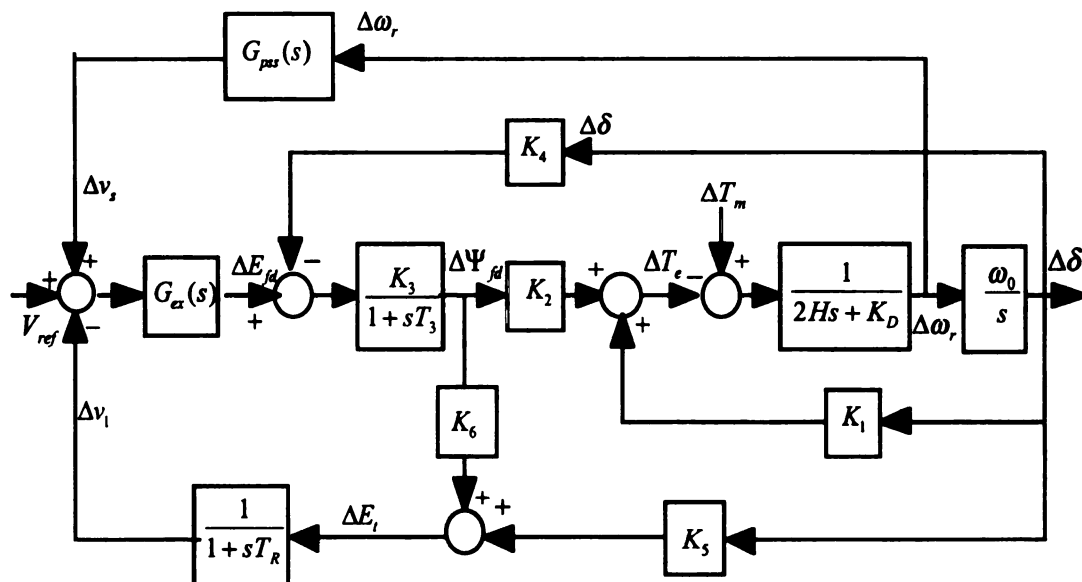 Δω_r
G_pss(s)
Δδ
K_4
ΔT_m
Δv_s
+
+
−
ΔE_fd
G_ex(s)
K_3
1 + sT_3
ΔΨ_fd
K_2
+
ΔT_e
−
+
1
2Hs + K_D
ω_0
s
Δδ
V_ref
−
+
+
Δω_r
Δv_1
K_6
K_1
+
+
1
1 + sT_R
ΔE_t
K_5